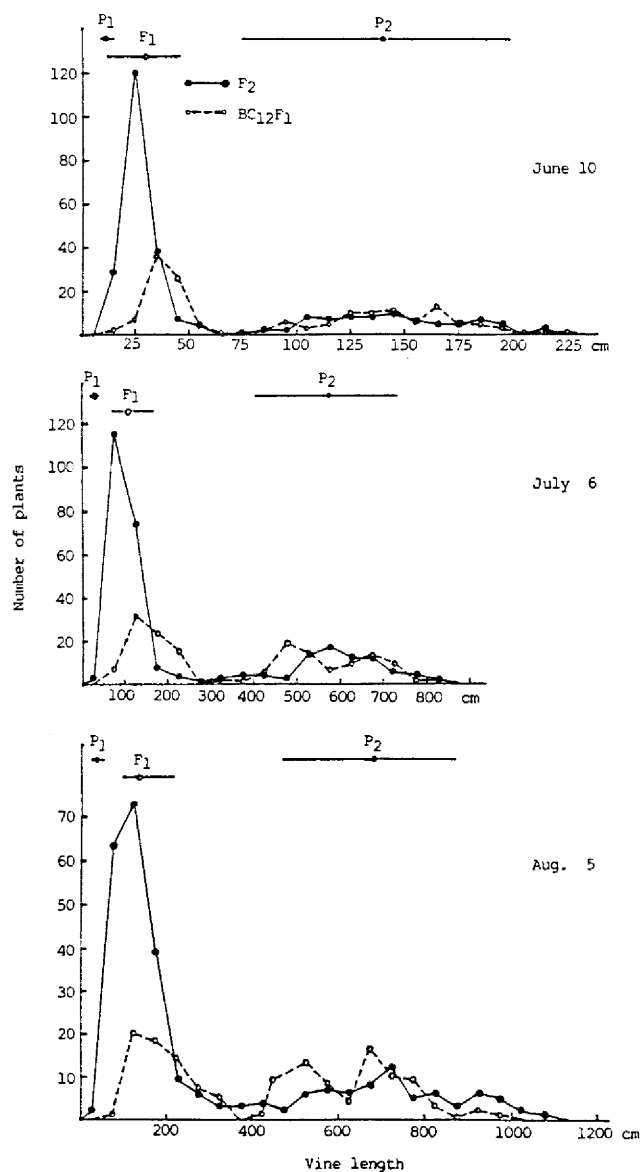 P1 F1 P2
F2
BC12F1
June 10
120
100
80
60
40
20
25 50 75 100 125 150 175 200 225 cm
P1 F1 P2
July 6
120
100
80
60
40
20
100 200 300 400 500 600 700 800 cm
Number of plants
P1 F1 P2
Aug. 5
70
60
50
40
30
20
10
200 400 600 800 1000 1200 cm
Vine length